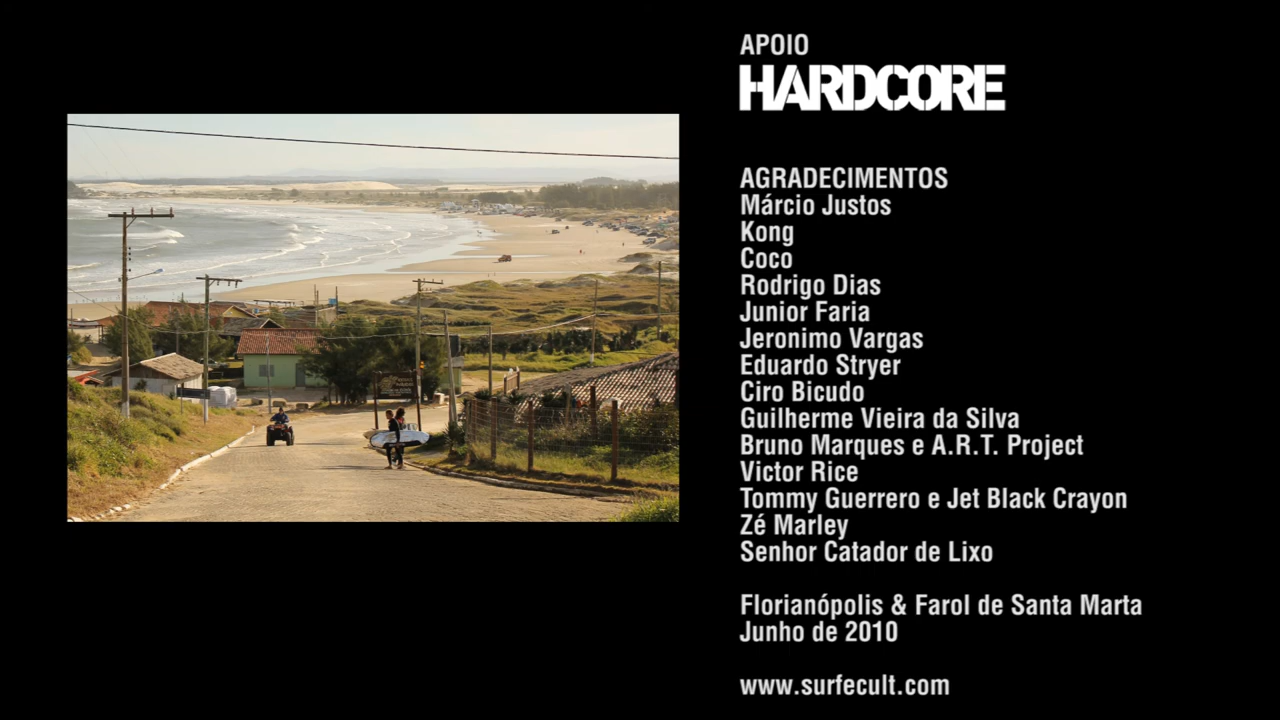 APOIO
HARDCORE
AGRADECIMENTOS
Márcio Justos
Kong
Coco
Rodrigo Dias
Junior Faria
Jeronimo Vargas
Eduardo Stryer
Ciro Bicudo
Guilherme Vieira da Silva
Bruno Marques e A.R.T. Project
Victor Rice
Tommy Guerrero e Jet Black Crayon
Zé Marley
Senhor Catador de Lixo
Florianópolis & Farol de Santa Marta
Junho de 2010
www.surfecult.com